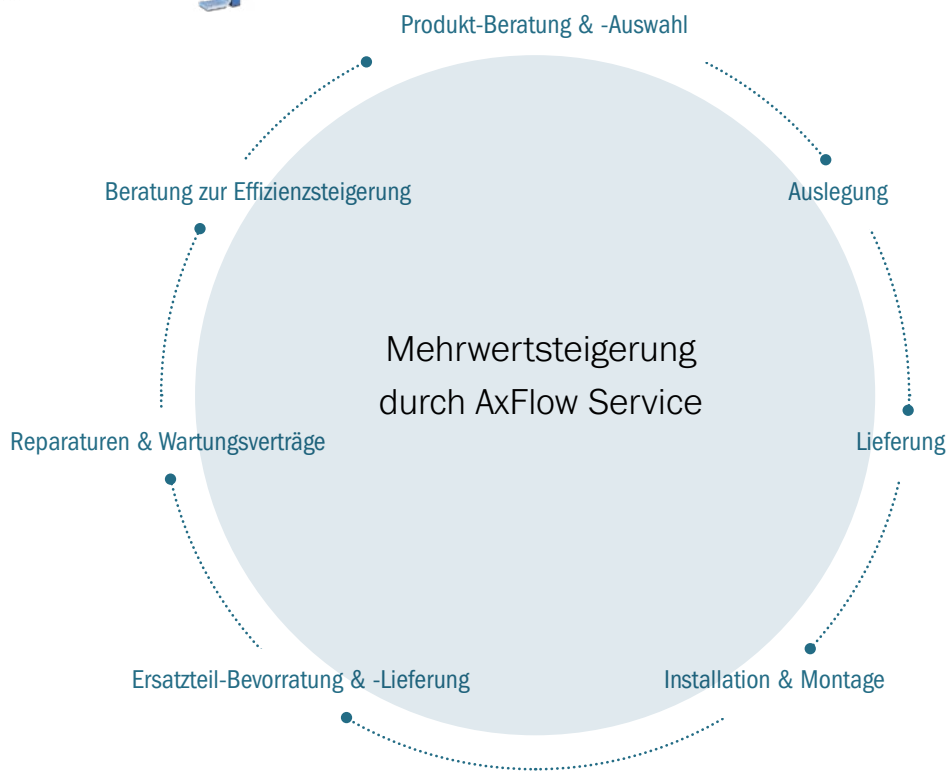 Produkt-Beratung & -Auswahl
Beratung zur Effizienzsteigerung
Auslegung
Mehrwertsteigerung
durch AxFlow Service
Reparaturen & Wartungsverträge
Lieferung
Ersatzteil-Bevorratung & -Lieferung
Installation & Montage